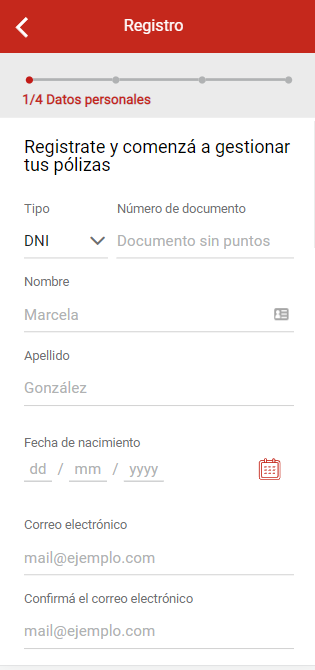 Registro
1/4 Datos personales
Registrate y comenzá a gestionar
tus pólizas
Tipo Número de documento
DNI Documento sin puntos
Nombre
Marcela
Apellido
González
Fecha de nacimiento
dd / mm / yyyy
Correo electrónico
mail@ejemplo.com
Confirmá el correo electrónico
mail@ejemplo.com